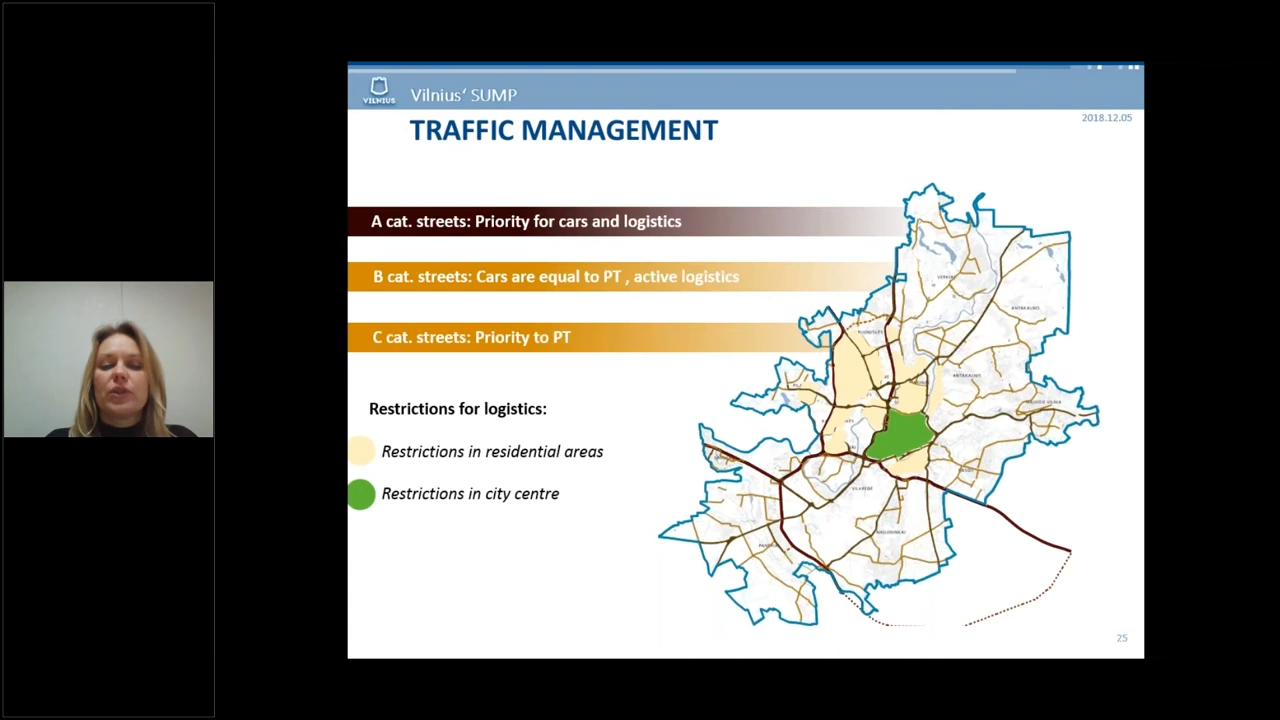 VILNIUS
Vilnius' SUMP
2018.12.05
TRAFFIC MANAGEMENT
A cat. streets: Priority for cars and logistics
B cat. streets: Cars are equal to PT , active logistics
C cat. streets: Priority to PT
Restrictions for logistics:
Restrictions in residential areas
Restrictions in city centre
ANTAKALNIS
ANTAKALNIS
25